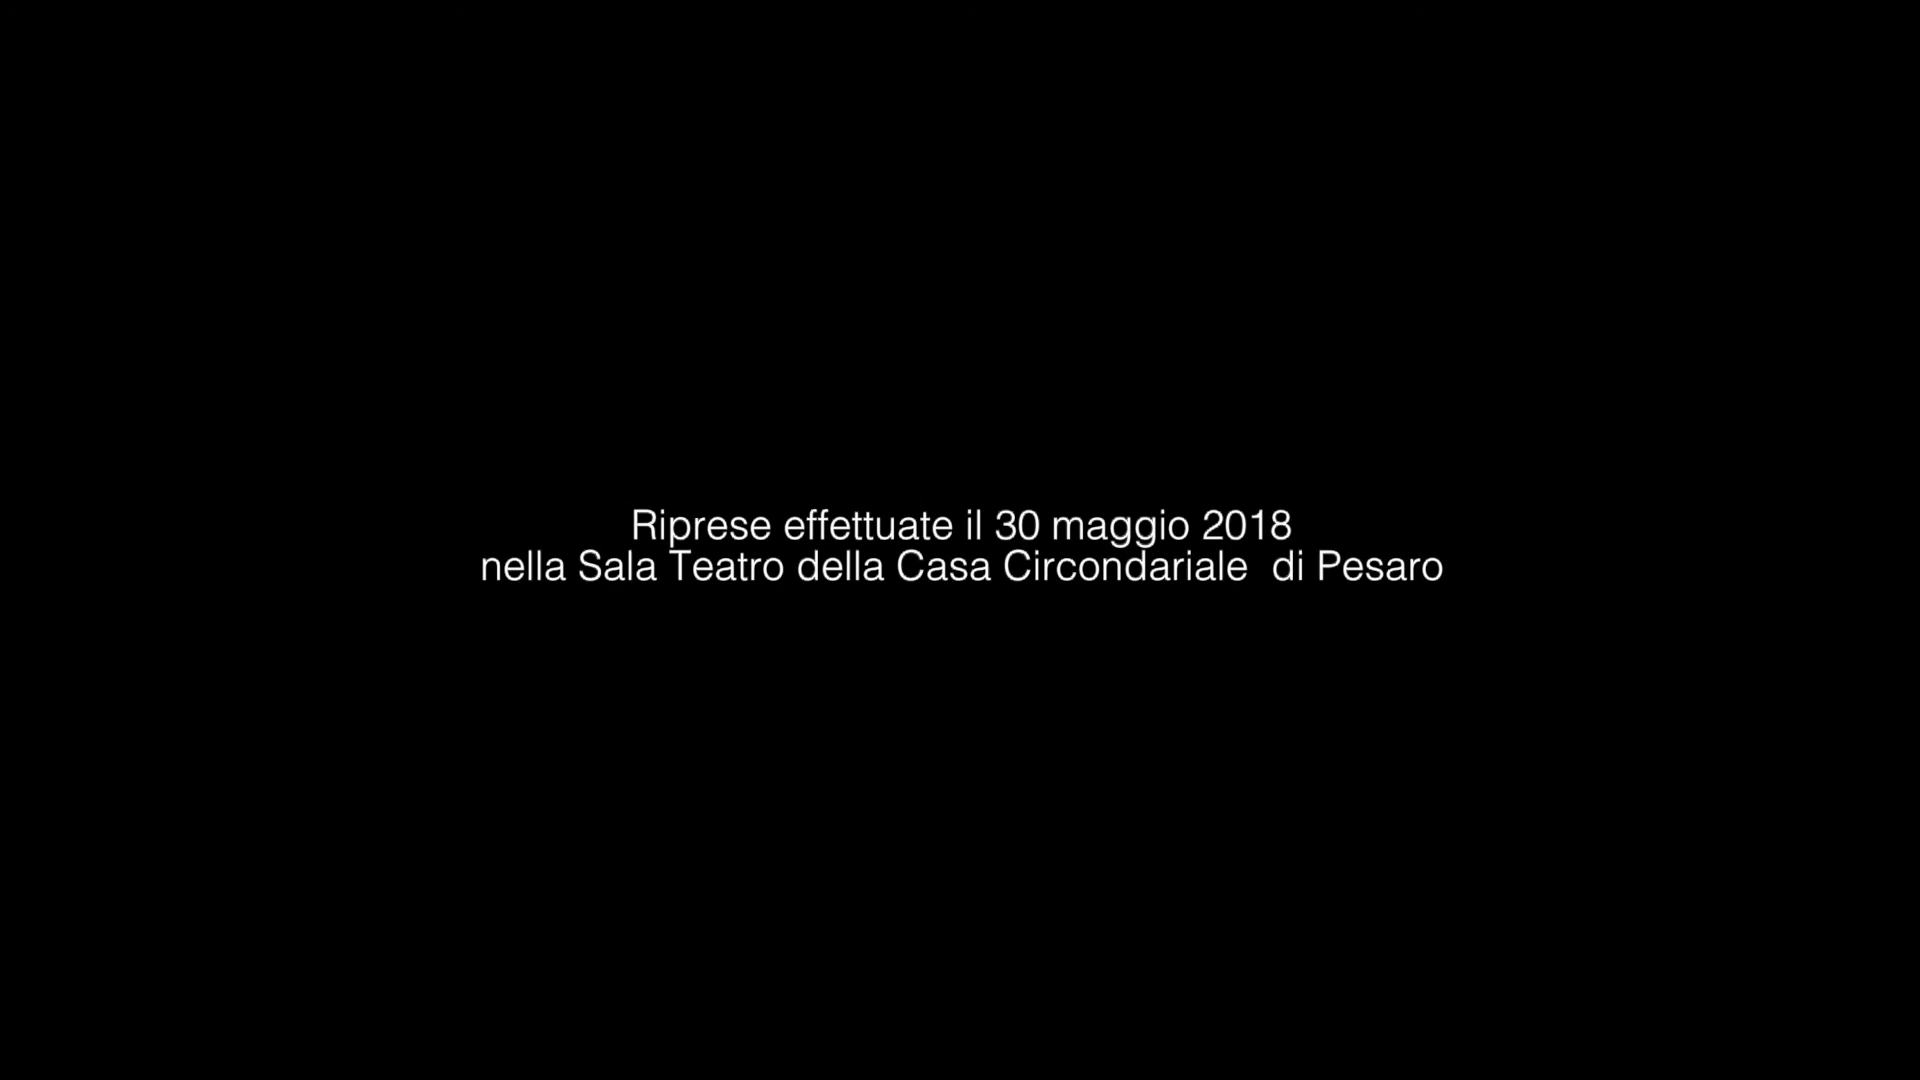 Riprese effettuate il 30 maggio 2018
nella Sala Teatro della Casa Circondariale  di Pesaro